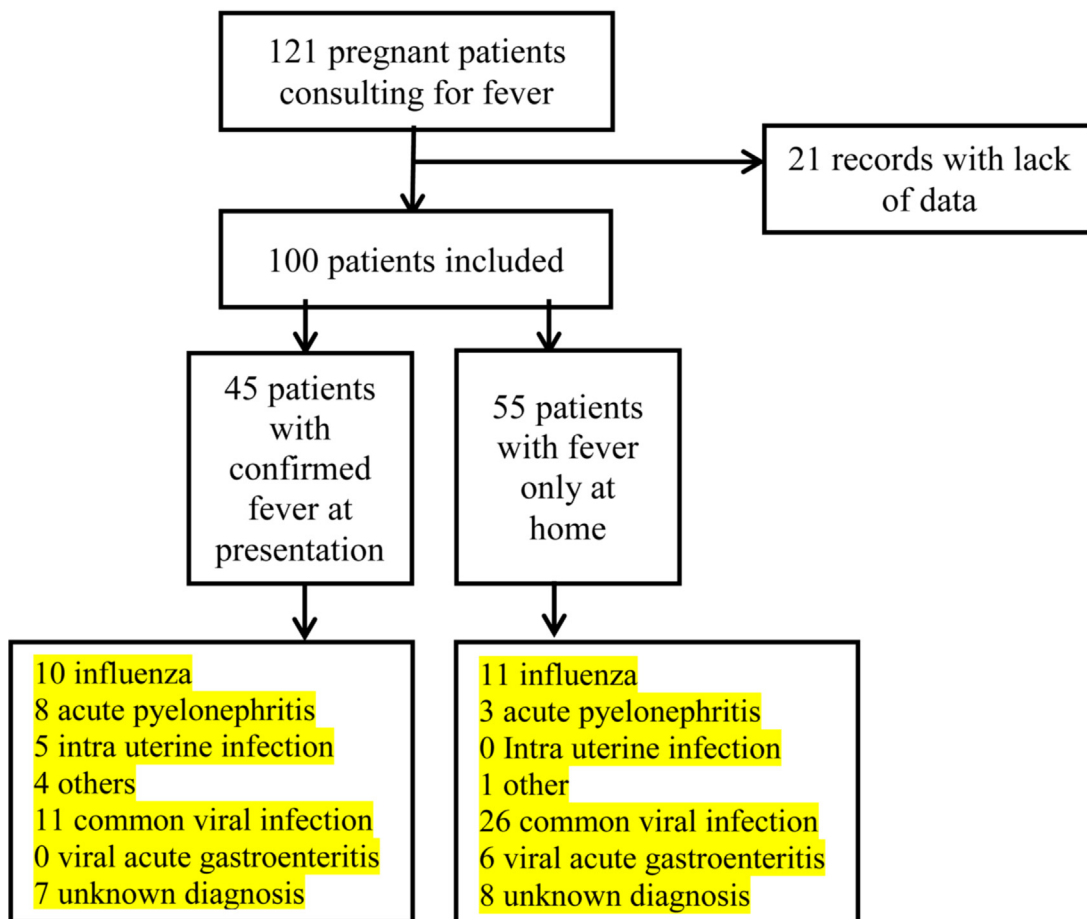 121 pregnant patients
consulting for fever
21 records with lack
of data
100 patients included
45 patients
with
confirmed
fever at
presentation
55 patients
with fever
only at
home
10 influenza
8 acute pyelonephritis
5 intra uterine infection
4 others
11 common viral infection
0 viral acute gastroenteritis
7 unknown diagnosis
11 influenza
3 acute pyelonephritis
0 Intra uterine infection
1 other
26 common viral infection
6 viral acute gastroenteritis
8 unknown diagnosis